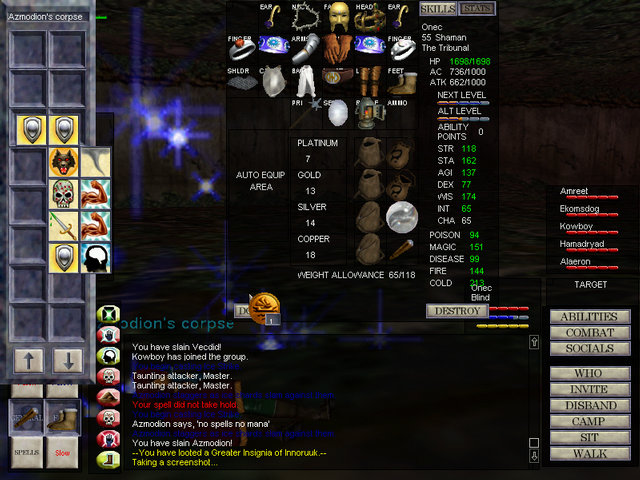 Azmodion's corpse
EAR
HEAD
EAR
SKILLS
STATS
Onec
55 Shaman
The Tribunal
FINGER
ARMS
FINGER
HP 1698/1698
AC 736/1000
ATK 662/1000
SHLDR
FEET
NEXT LEVEL
ALT LEVEL
PRI
AMMO
ABILITY
POINTS 0
PLATINUM
7
STR 118
STA 162
AGI 137
DEX 77
WIS 174
INT 65
CHA 65
AUTO EQUIP
AREA
GOLD
13
SILVER
14
COPPER
18
POISON 94
MAGIC 151
DISEASE 99
FIRE 144
COLD 213
WEIGHT ALLOWANCE 65/118
Amreet
Ekomsdog
Kowboy
Hamadryad
Alaeron
TARGET
Onec
Blind
DESTROY
1
odion's corpse
ABILITIES
COMBAT
SOCIALS
WHO
INVITE
DISBAND
CAMP
SIT
WALK
You have slain Vecdid!
Kowboy has joined the group.
Taunting attacker, Master.
Taunting attacker, Master.
Your spell did not take hold.
Azmodion says, 'no spells no mana'
You have slain Azmodion!
--You have looted a Greater Insignia of Innoruuk.--
Taking a screenshot...
SPELLS
Slow